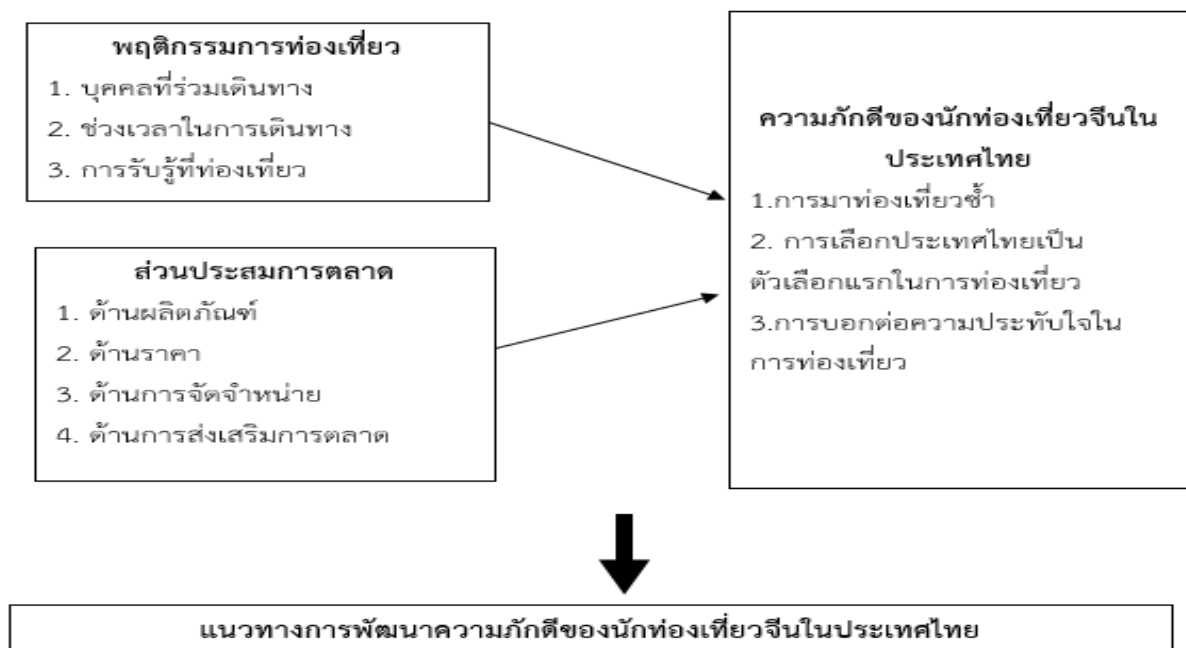 พฤติกรรมการท่องเที่ยว
1. บุคคลที่ร่วมเดินทาง
2. ช่วงเวลาในการเดินทาง
3. การรับรู้ที่ท่องเที่ยว
ส่วนประสมการตลาด
1. ด้านผลิตภัณฑ์
2. ด้านราคา
3. ด้านการจัดจำหน่าย
4. ด้านการส่งเสริมการตลาด
ความภักดีของนักท่องเที่ยวจีนใน
ประเทศไทย
1.การมาท่องเที่ยวซ้ำ
2. การเลือกประเทศไทยเป็น
ตัวเลือกแรกในการท่องเที่ยว
3.การบอกต่อความประทับใจใน
การท่องเที่ยว
แนวทางการพัฒนาความภักดีของนักท่องเที่ยวจีนในประเทศไทย